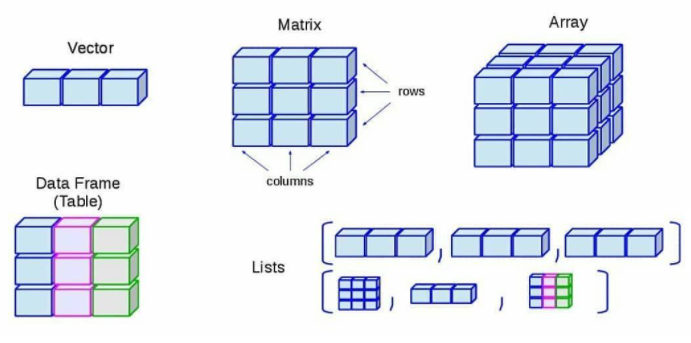 Vector
Matrix
Array
rows
columns
Data Frame
(Table)
Lists